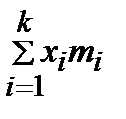 k
∑ xᵢmᵢ
i=1